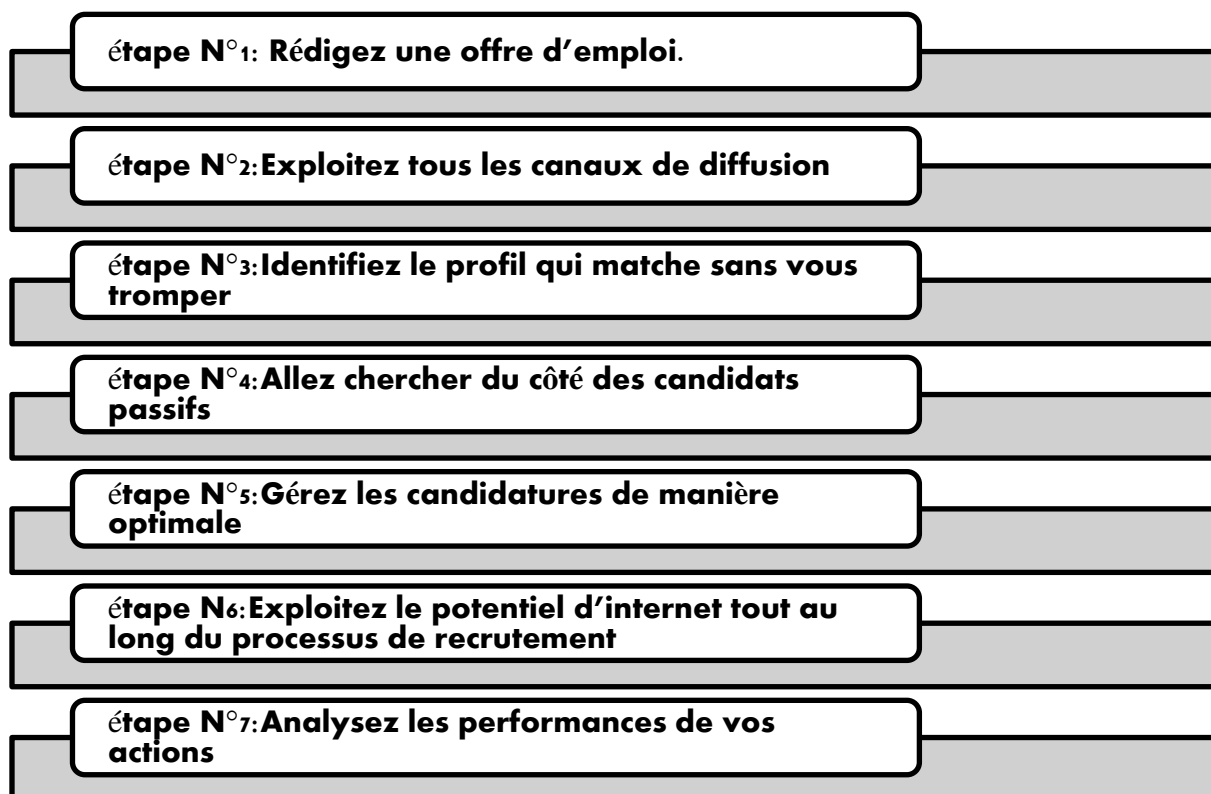 étape N°1: Rédigez une offre d’emploi.
étape N°2:Exploitez tous les canaux de diffusion
étape N°3:Identifiez le profil qui matche sans vous
tromper
étape N°4:Allez chercher du côté des candidats
passifs
étape N°5:Gérez les candidatures de manière
optimale
étape N6:Exploitez le potentiel d’internet tout au
long du processus de recrutement
étape N°7:Analysez les performances de vos
actions